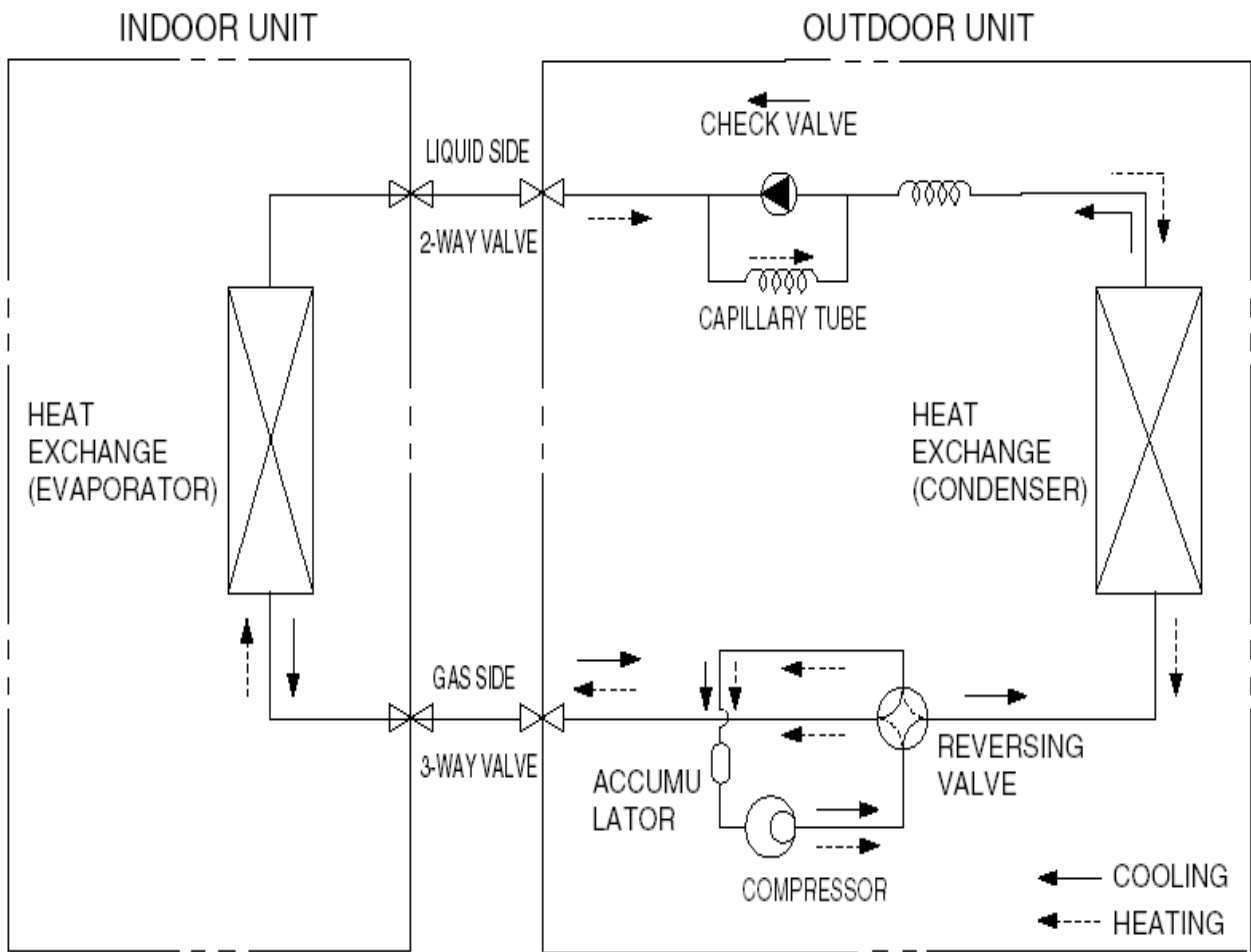 INDOOR UNIT
OUTDOOR UNIT
CHECK VALVE
LIQUID SIDE
2-WAY VALVE
CAPILLARY TUBE
HEAT
EXCHANGE
(EVAPORATOR)
HEAT
EXCHANGE
(CONDENSER)
GAS SIDE
3-WAY VALVE
REVERSING
VALVE
ACCUMU
LATOR
COMPRESSOR
COOLING
HEATING